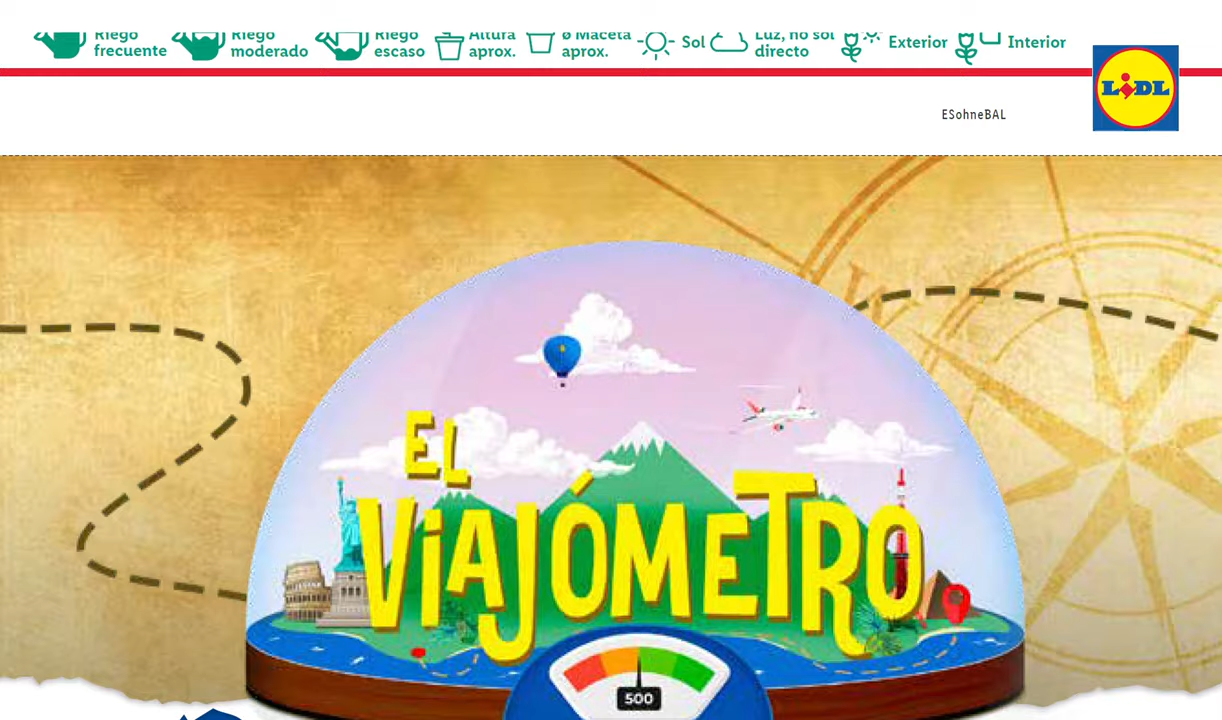 Riego frecuente
Riego moderado
Riego escaso
Altura aprox.
ø Maceta aprox.
Sol
Luz, no sol directo
Exterior
Interior
LiDL
ESohneBAL
EL
ViAJÓMETRO
500